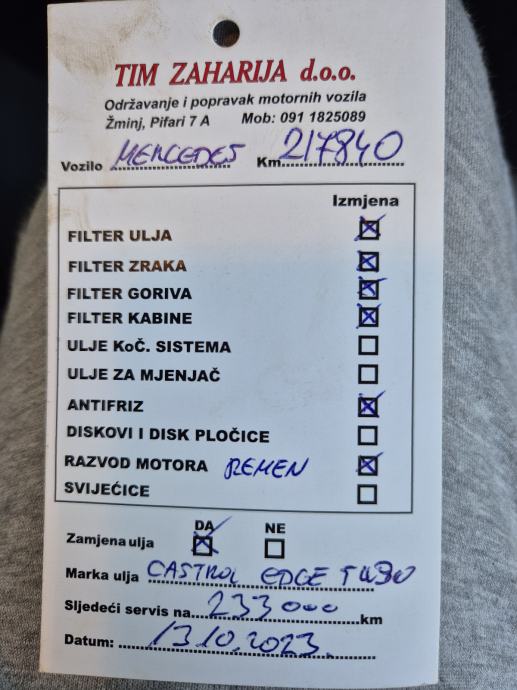 TIM ZAHARIJA d.o.o.
Održavanje i popravak motornih vozila
Žminj, Pifari 7 A Mob: 091 1825089
Vozilo MERCEDES Km 217840
Izmjena
FILTER ULJA
FILTER ZRAKA
FILTER GORIVA
FILTER KABINE
ULJE KoČ. SISTEMA
ULJE ZA MJENJAČ
ANTIFRIZ
DISKOVI I DISK PLOČICE
RAZVOD MOTORA REMEN
SVIJEĆICE
DA NE
Zamjena ulja
Marka ulja CASTROL EDGE 5W30
Sljedeći servis na 233000 km
Datum: 13.10.2023.